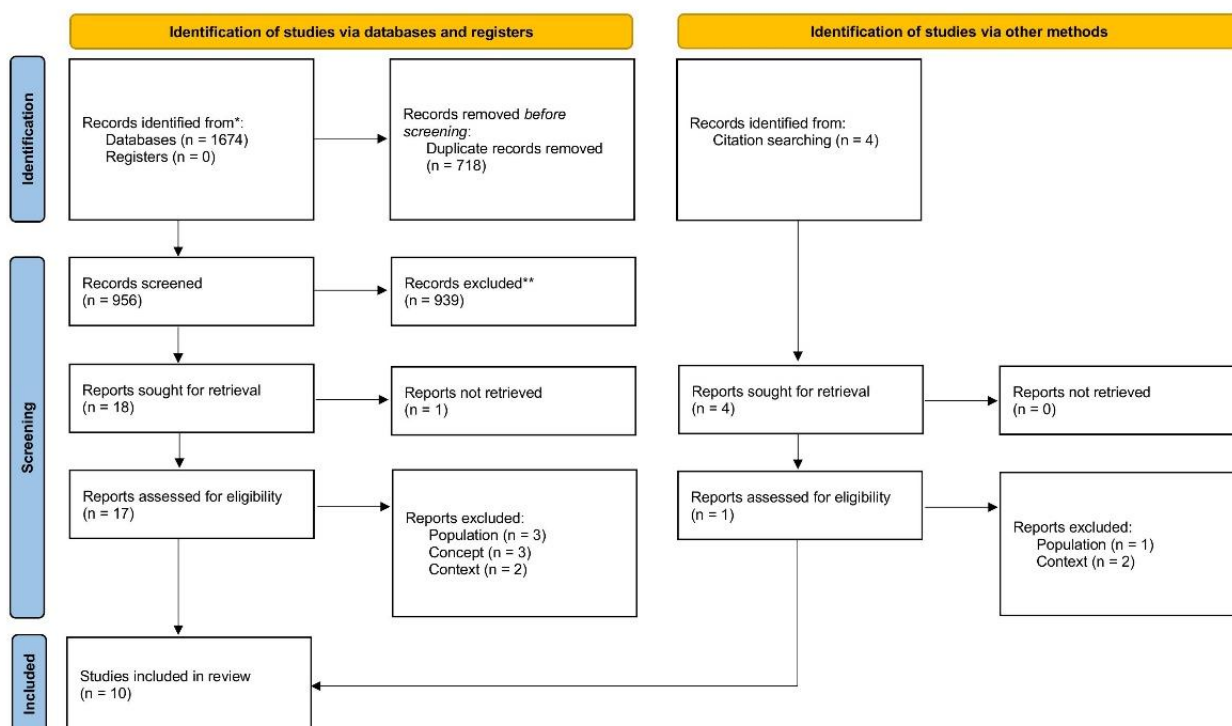 Identification of studies via databases and registers
Identification of studies via other methods
Identification
Records identified from*:
Databases (n = 1674)
Registers (n = 0)
Records removed before
screening:
Duplicate records removed
(n = 718)
Records identified from:
Citation searching (n = 4)
Screening
Records screened
(n = 956)
Records excluded**
(n = 939)
Reports sought for retrieval
(n = 18)
Reports not retrieved
(n = 1)
Reports sought for retrieval
(n = 4)
Reports not retrieved
(n = 0)
Reports assessed for eligibility
(n = 17)
Reports excluded:
Population (n = 3)
Concept (n = 3)
Context (n = 2)
Reports assessed for eligibility
(n = 1)
Reports excluded:
Population (n = 1)
Context (n = 2)
Included
Studies included in review
(n = 10)